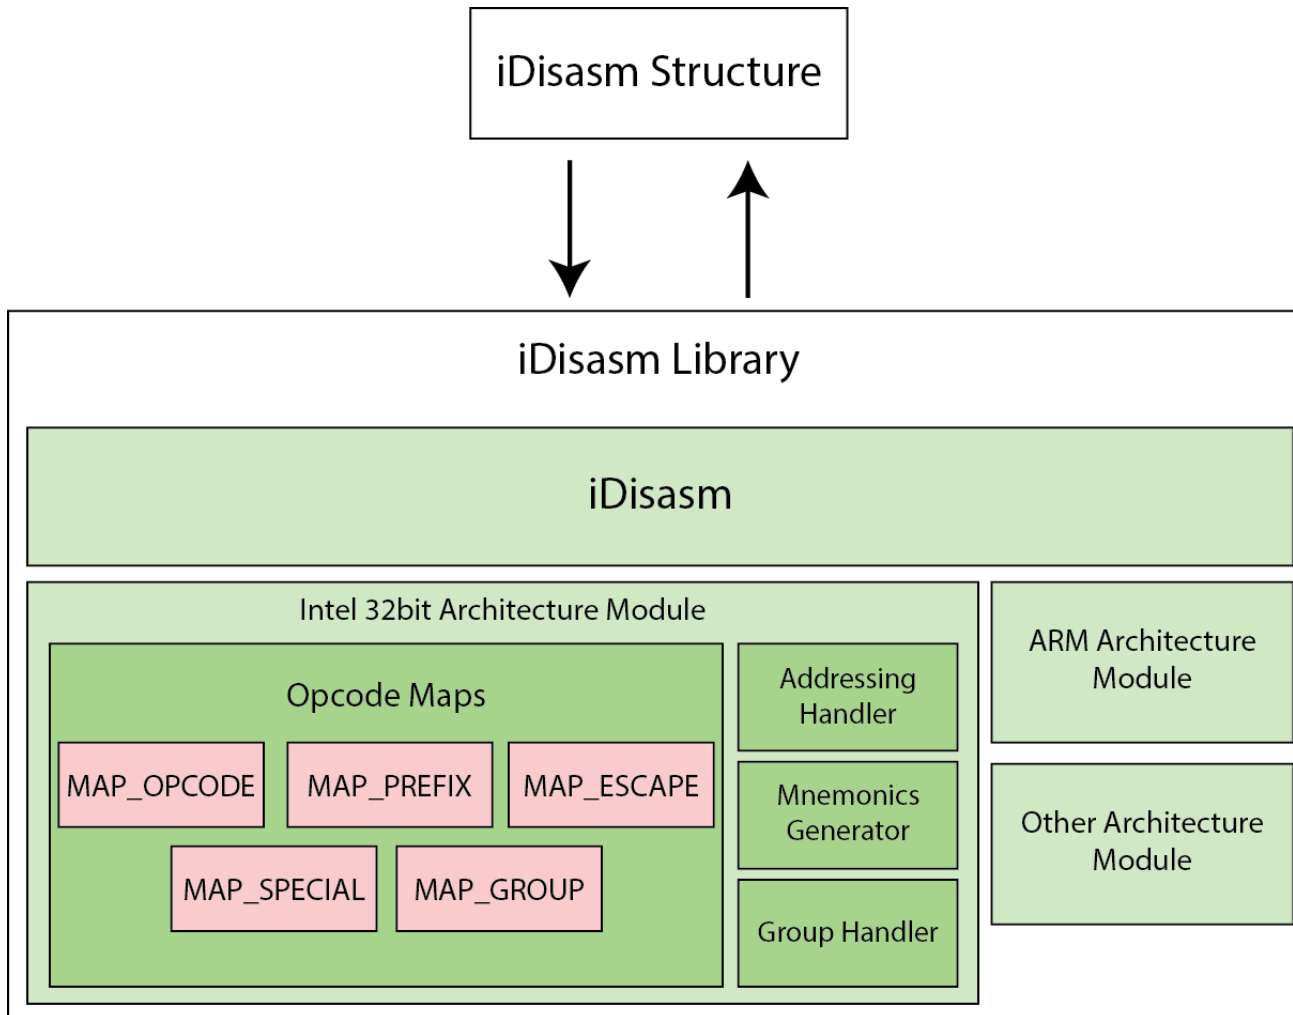 iDisasm Structure
iDisasm Library
iDisasm
Intel 32bit Architecture Module
Opcode Maps
MAP_OPCODE
MAP_PREFIX
MAP_ESCAPE
MAP_SPECIAL
MAP_GROUP
Addressing
Handler
Mnemonics
Generator
Group Handler
ARM Architecture
Module
Other Architecture
Module